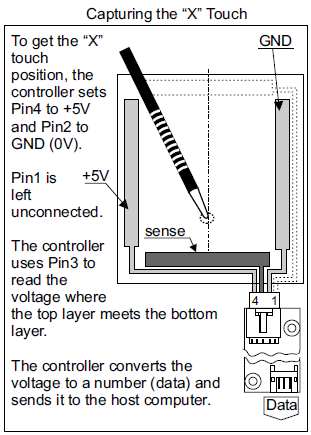 Capturing the “X” Touch
To get the “X”
touch
position, the
controller sets
Pin4 to +5V
and Pin2 to
GND (0V).
GND
Pin1 is
left
unconnected.
+5V
sense
The controller
uses Pin3 to
read the
voltage where
the top layer meets the bottom
layer.
4 1
The controller converts the
voltage to a number (data) and
sends it to the host computer.
Data